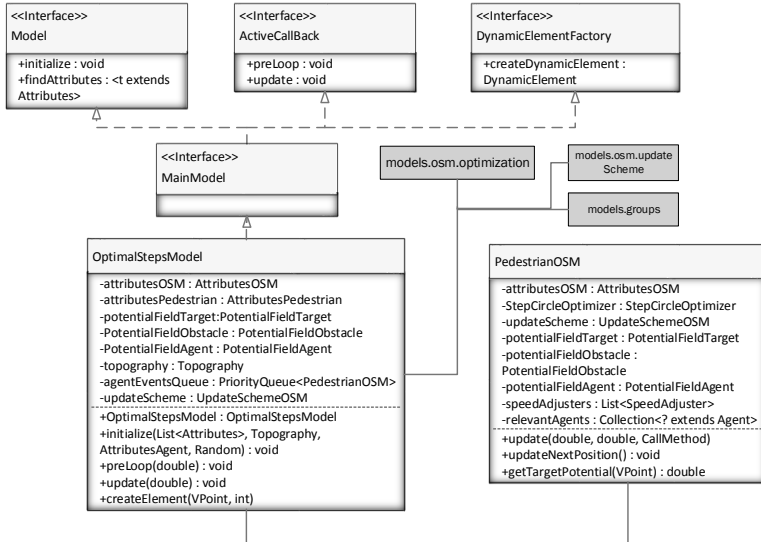 <<Interface>>
Model
+initialize : void
+findAttributes : <t extends
Attributes>
<<Interface>>
ActiveCallBack
+preLoop : void
+update : void
<<Interface>>
DynamicElementFactory
+createDynamicElement :
DynamicElement
<<Interface>>
MainModel
models.osm.optimization
models.osm.update
Scheme
models.groups
OptimalStepsModel
-attributesOSM : AttributesOSM
-attributesPedestrian : AttributesPedestrian
-potentialFieldTarget:PotentialFieldTarget
-PotentialFieldObstacle : PotentialFieldObstacle
-PotentialFieldAgent : PotentialFieldAgent
-topography : Topography
-agentEventsQueue : PriorityQueue<PedestrianOSM>
-updateScheme : UpdateSchemeOSM
+OptimalStepsModel : OptimalStepsModel
+initialize(List<Attributes>, Topography,
AttributesAgent, Random) : void
+preLoop(double) : void
+update(double) : void
+createElement(VPoint, int)
PedestrianOSM
-attributesOSM : AttributesOSM
-StepCircleOptimizer : StepCircleOptimizer
-updateScheme : UpdateSchemeOSM
-potentialFieldTarget : PotentialFieldTarget
-potentialFieldObstacle :
PotentialFieldObstacle
-potentialFieldAgent : PotentialFieldAgent
-speedAdjusters : List<SpeedAdjuster>
-relevantAgents : Collection<? extends Agent>
+update(double, double, CallMethod)
+updateNextPosition() : void
+getTargetPotential(VPoint) : double